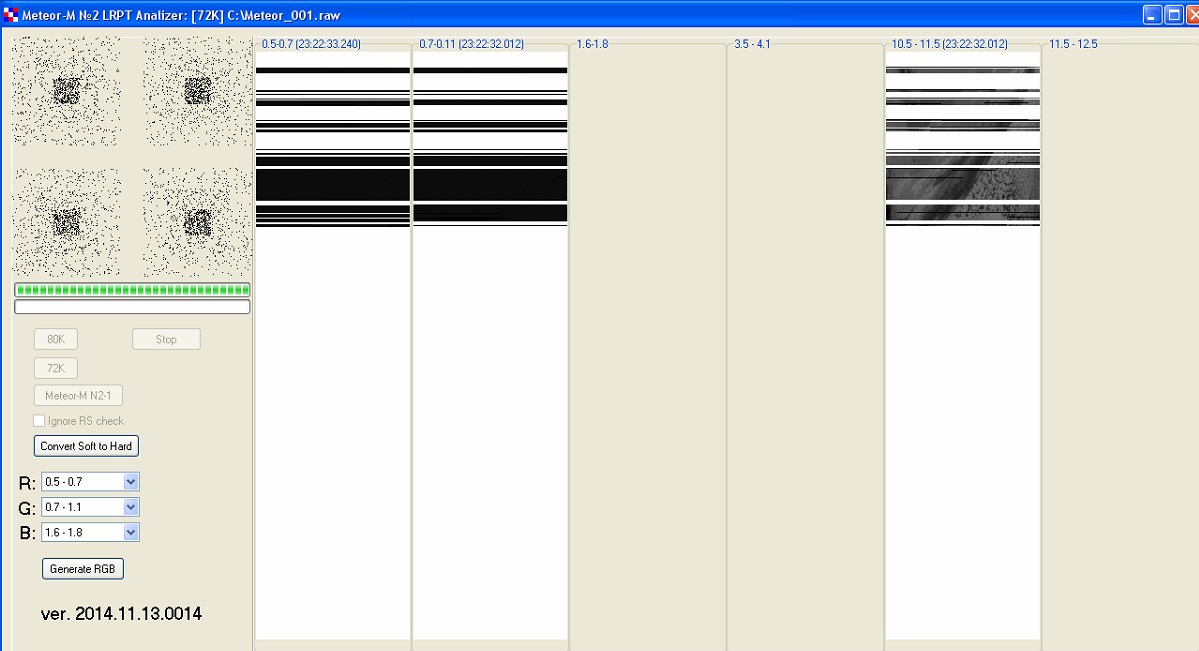 Meteor-M №2 LRPT Analizer: [72K] C:\Meteor_001.raw
0.5-0.7 (23:22:33.240)
0.7-0.11 (23:22:32.012)
1.6-1.8
3.5 - 4.1
10.5 - 11.5 (23:22:32.012)
11.5 - 12.5
80K
Stop
72K
Meteor-M N2-1
Ignore RS check
Convert Soft to Hard
R: 0.5 - 0.7
G: 0.7 - 1.1
B: 1.6 - 1.8
Generate RGB
ver. 2014.11.13.0014